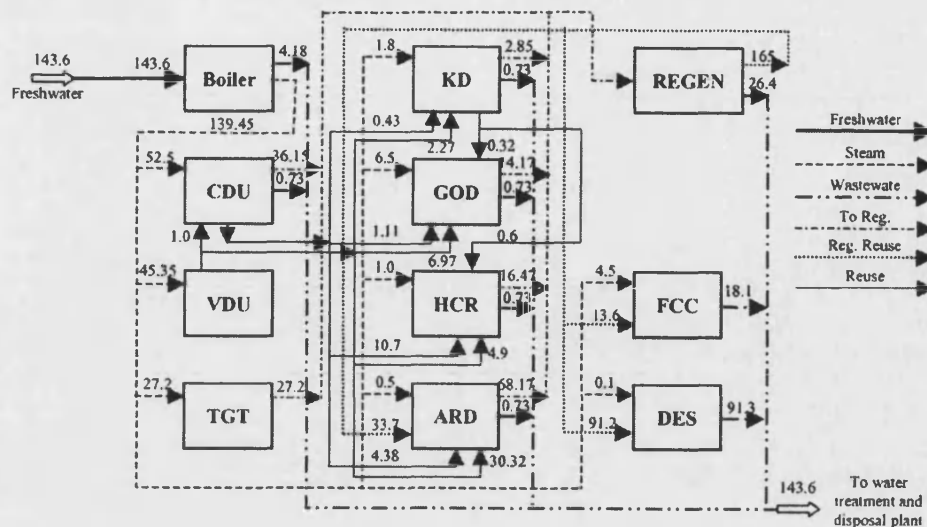 143.6
Freshwater
143.6
Boiler
4.18
139.45
52.5
CDU
36.15
0.73
1.0
45.35
VDU
27.2
TGT
27.2
1.8
KD
2.85
0.73
0.43
2.27
0.32
6.5
GOD
14.17
0.73
1.11
6.97
0.6
1.0
HCR
16.47
0.73
10.7
4.9
0.5
ARD
68.17
0.73
33.7
4.38
30.32
REGEN
165
26.4
4.5
FCC
18.1
13.6
0.1
DES
91.3
91.2
Freshwater
Steam
Wastewate
To Reg.
Reg. Reuse
Reuse
143.6
To water
treatment and
disposal plant